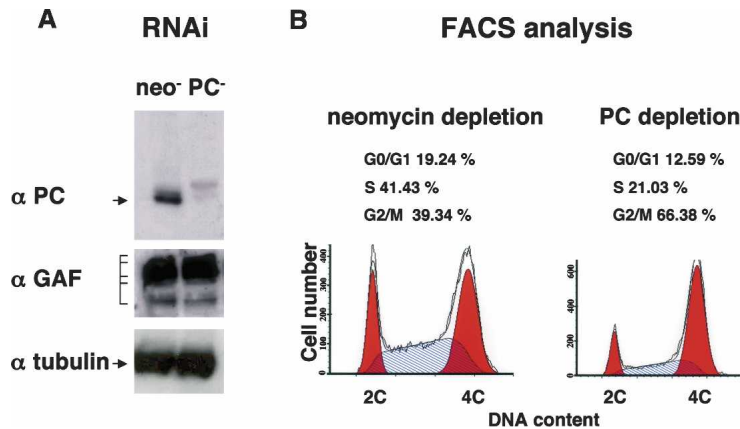 A
RNAi
neo- PC-
α PC
α GAF
α tubulin
B
FACS analysis
neomycin depletion
G0/G1 19.24 %
S 41.43 %
G2/M 39.34 %
PC depletion
G0/G1 12.59 %
S 21.03 %
G2/M 66.38 %
Cell number
400
300
200
100
0
2C
4C
600
400
200
0
2C
4C
DNA content